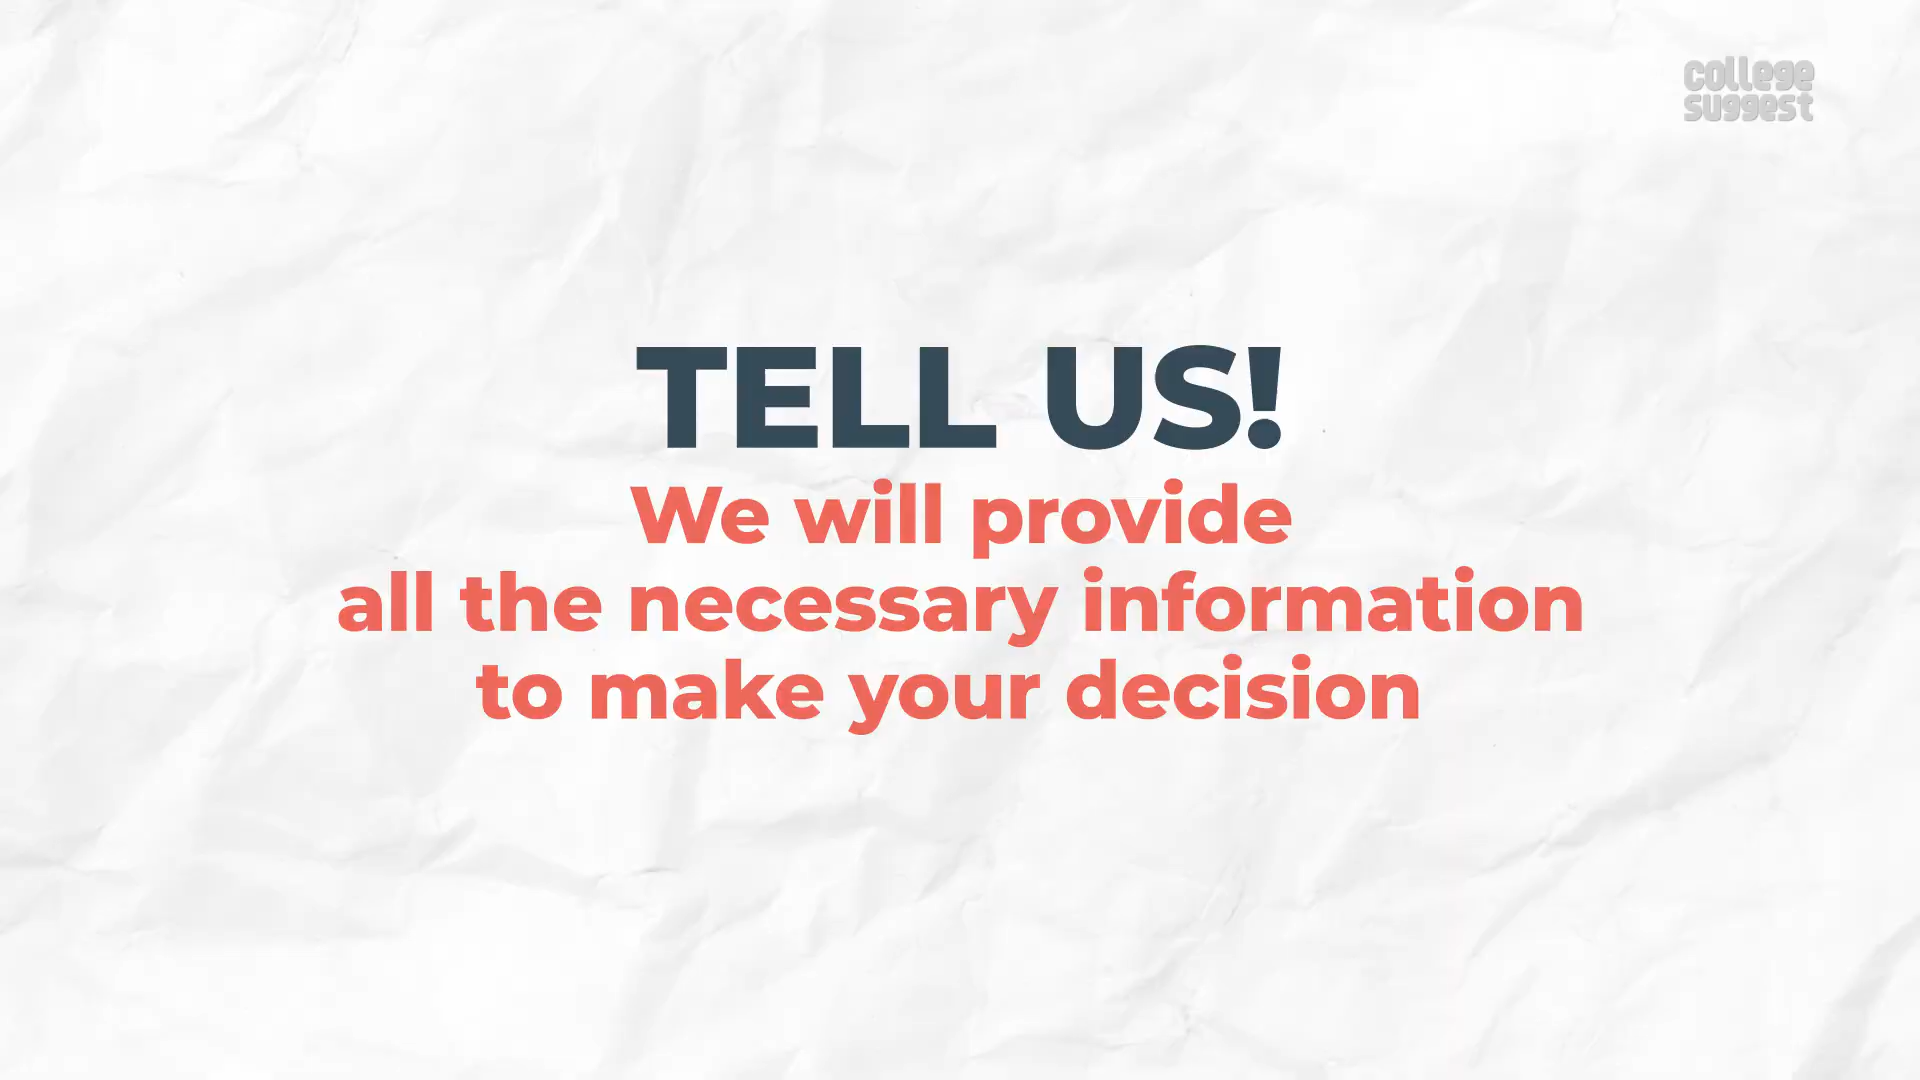 college
suggest
TELL US!
We will provide
all the necessary information
to make your decision